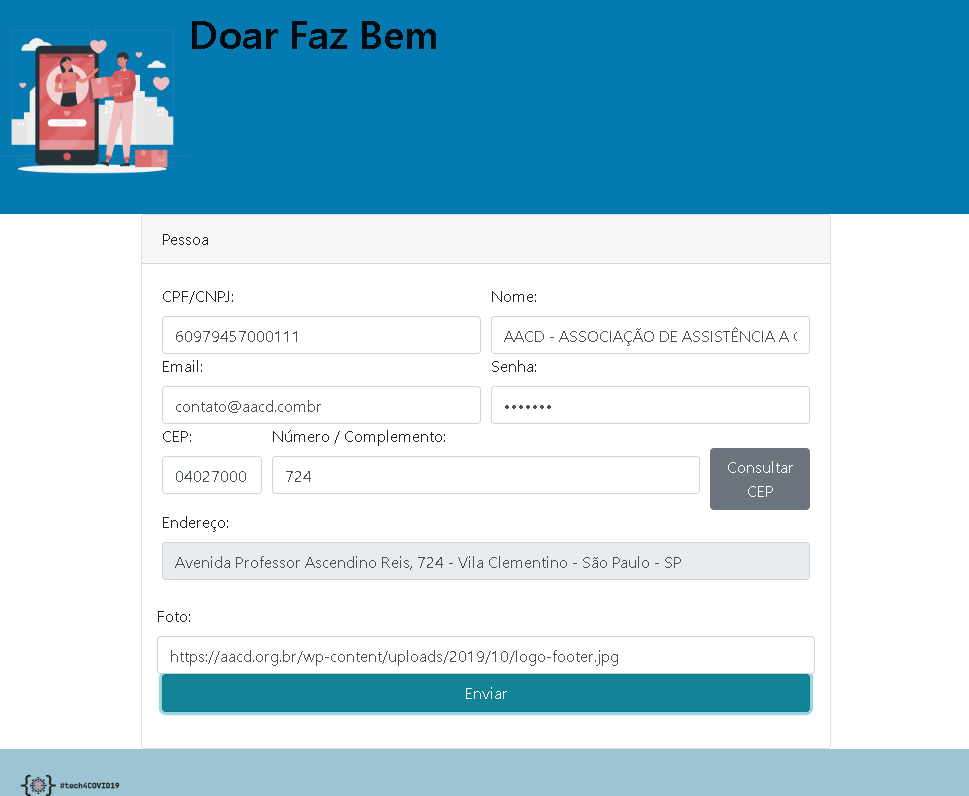 Doar Faz Bem
Pessoa
CPF/CNPJ:
Nome:
60979457000111
AACD - ASSOCIAÇÃO DE ASSISTÊNCIA A
Email:
Senha:
contato@aacd.combr
•••••••
CEP:
Número / Complemento:
04027000
724
Consultar
CEP
Endereço:
Avenida Professor Ascendino Reis, 724 - Vila Clementino - São Paulo - SP
Foto:
https://aacd.org.br/wp-content/uploads/2019/10/logo-footer.jpg
Enviar
#tech4COVID19